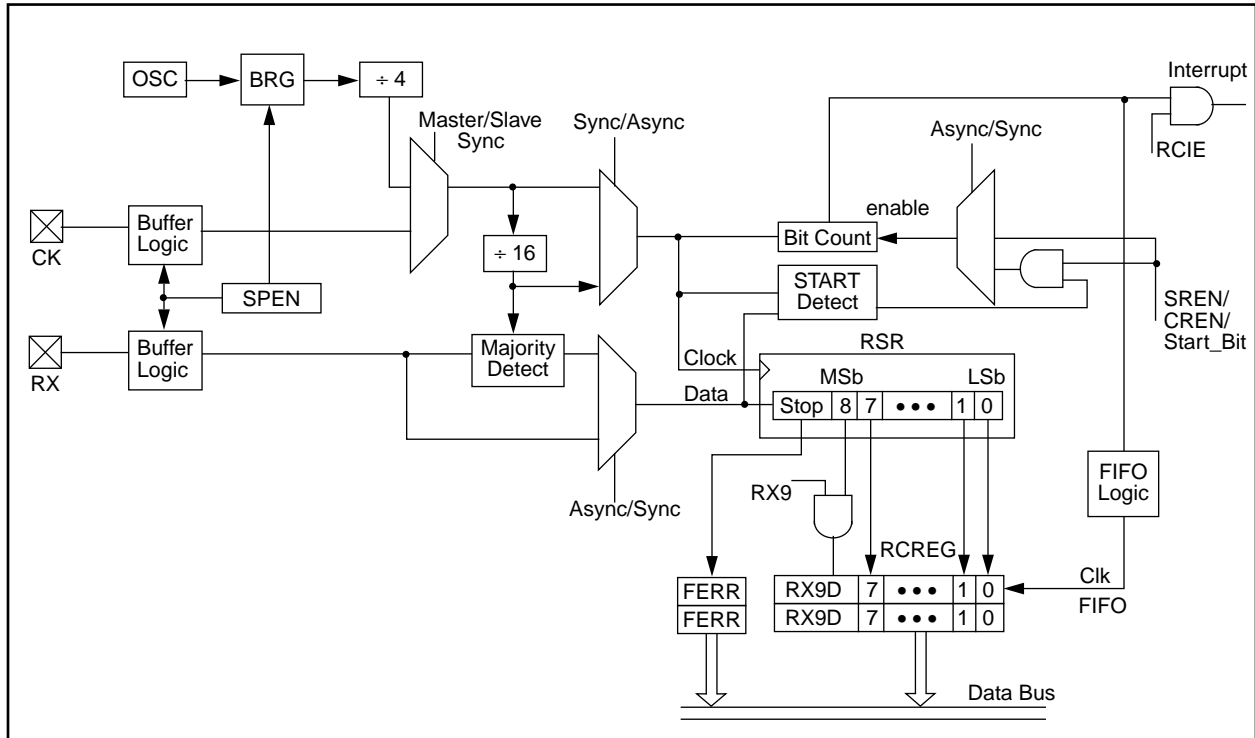 OSC
BRG
÷ 4
Interrupt
Master/Slave
Sync
Sync/Async
Async/Sync
RCIE
Buffer
Logic
CK
enable
Bit Count
÷ 16
SPEN
START
Detect
SREN/
CREN/
Start_Bit
Buffer
Logic
RX
Majority
Detect
Clock
RSR
MSb
LSb
Data
Stop 8 7 ••• 1 0
Async/Sync
RX9
FIFO
Logic
RCREG
Clk
FIFO
FERR
RX9D 7 ••• 1 0
FERR
RX9D 7 ••• 1 0
Data Bus